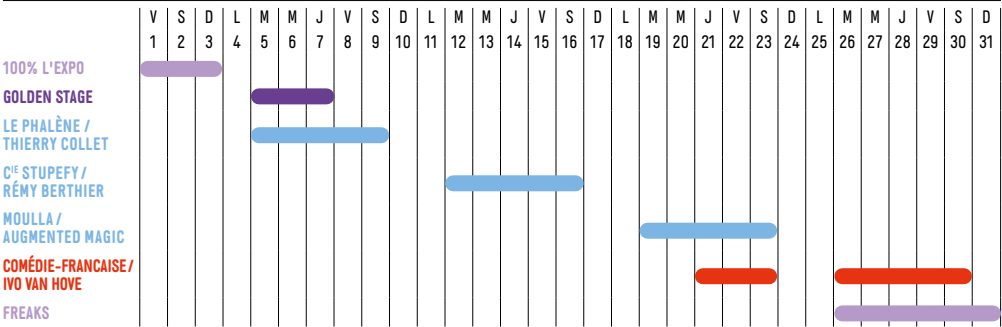 V S D L M M J V S D L M M J V S D L M M J V S D L M M J V S D
1 2 3 4 5 6 7 8 9 10 11 12 13 14 15 16 17 18 19 20 21 22 23 24 25 26 27 28 29 30 31
100% L'EXPO
GOLDEN STAGE
LE PHALÈNE /
THIERRY COLLET
CIE STUPEFY /
RÉMY BERTHIER
MOULLA /
AUGMENTED MAGIC
COMÉDIE-FRANCAISE /
IVO VAN HOVE
FREAKS